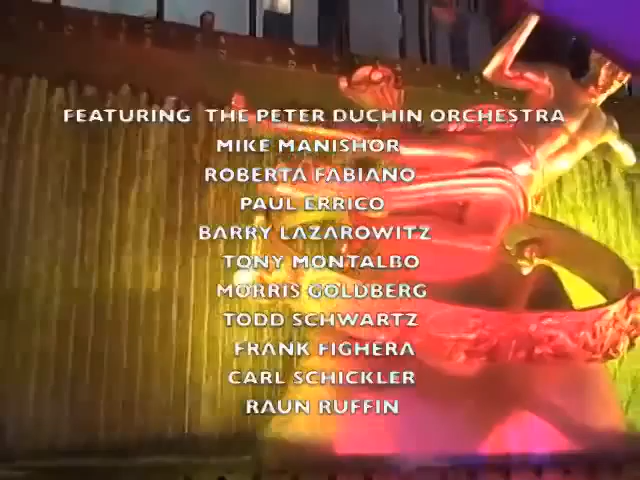 FEATURING THE PETER DUCHIN ORCHESTRA
MIKE MANISHOR
ROBERTA FABIANO
PAUL ERRICO
BARRY LAZAROWITZ
TONY MONTALBO
MORRIS GOLDBERG
TODD SCHWARTZ
FRANK FIGHERA
CARL SCHICKLER
RAUN RUFFIN